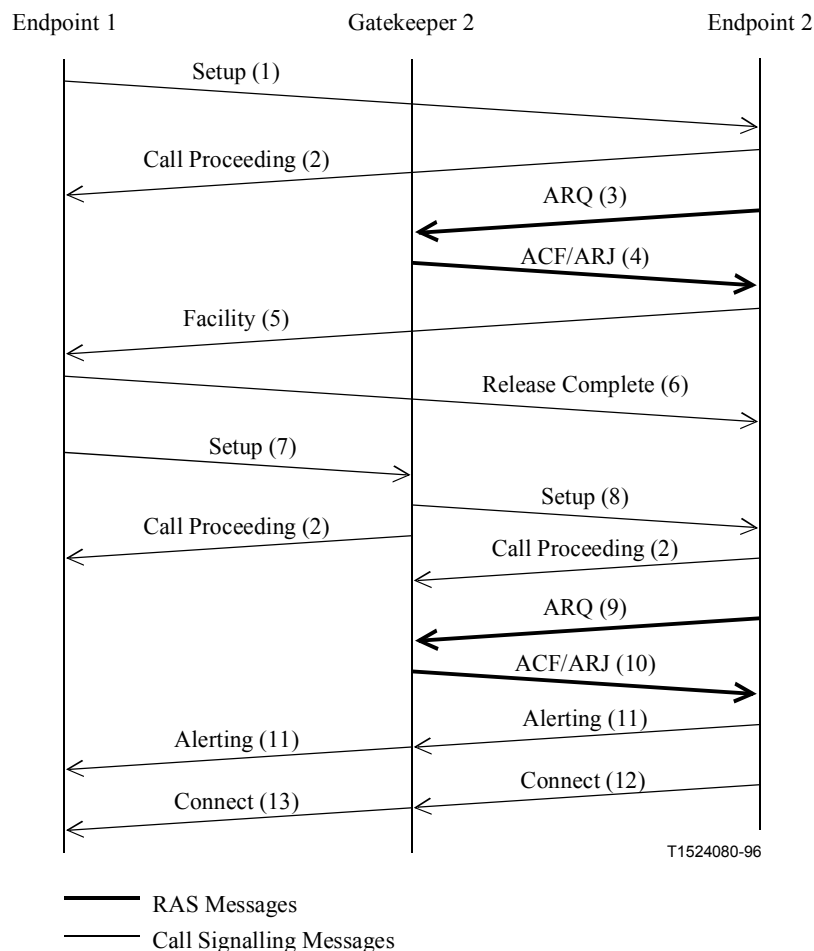 Endpoint 1
Gatekeeper 2
Endpoint 2
Setup (1)
Call Proceeding (2)
ARQ (3)
ACF/ARJ (4)
Facility (5)
Release Complete (6)
Setup (7)
Setup (8)
Call Proceeding (2)
Call Proceeding (2)
ARQ (9)
ACF/ARJ (10)
Alerting (11)
Alerting (11)
Connect (12)
Connect (13)
T1524080-96
RAS Messages
Call Signalling Messages